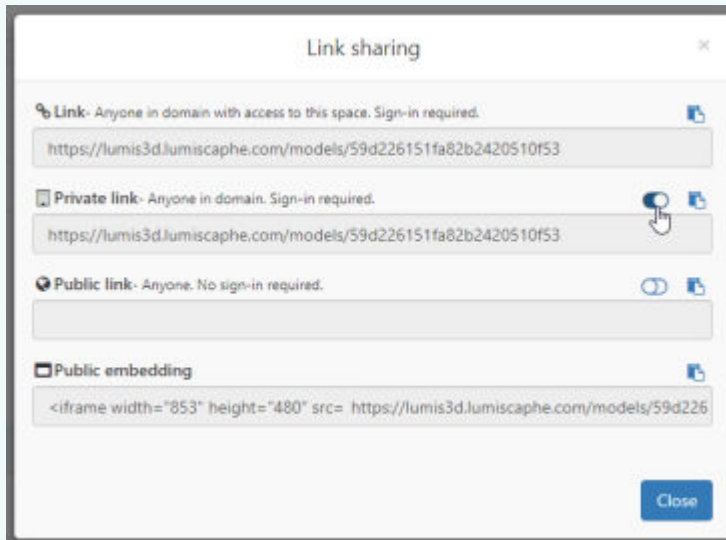 Link sharing
×
Link- Anyone in domain with access to this space. Sign-in required.
https://lumis3d.lumiscaphe.com/models/59d226151fa82b2420510f53
Private link- Anyone in domain. Sign-in required.
https://lumis3d.lumiscaphe.com/models/59d226151fa82b2420510f53
Public link- Anyone. No sign-in required.
Public embedding
<iframe width="853" height="480" src= https://lumis3d.lumiscaphe.com/models/59d226
Close